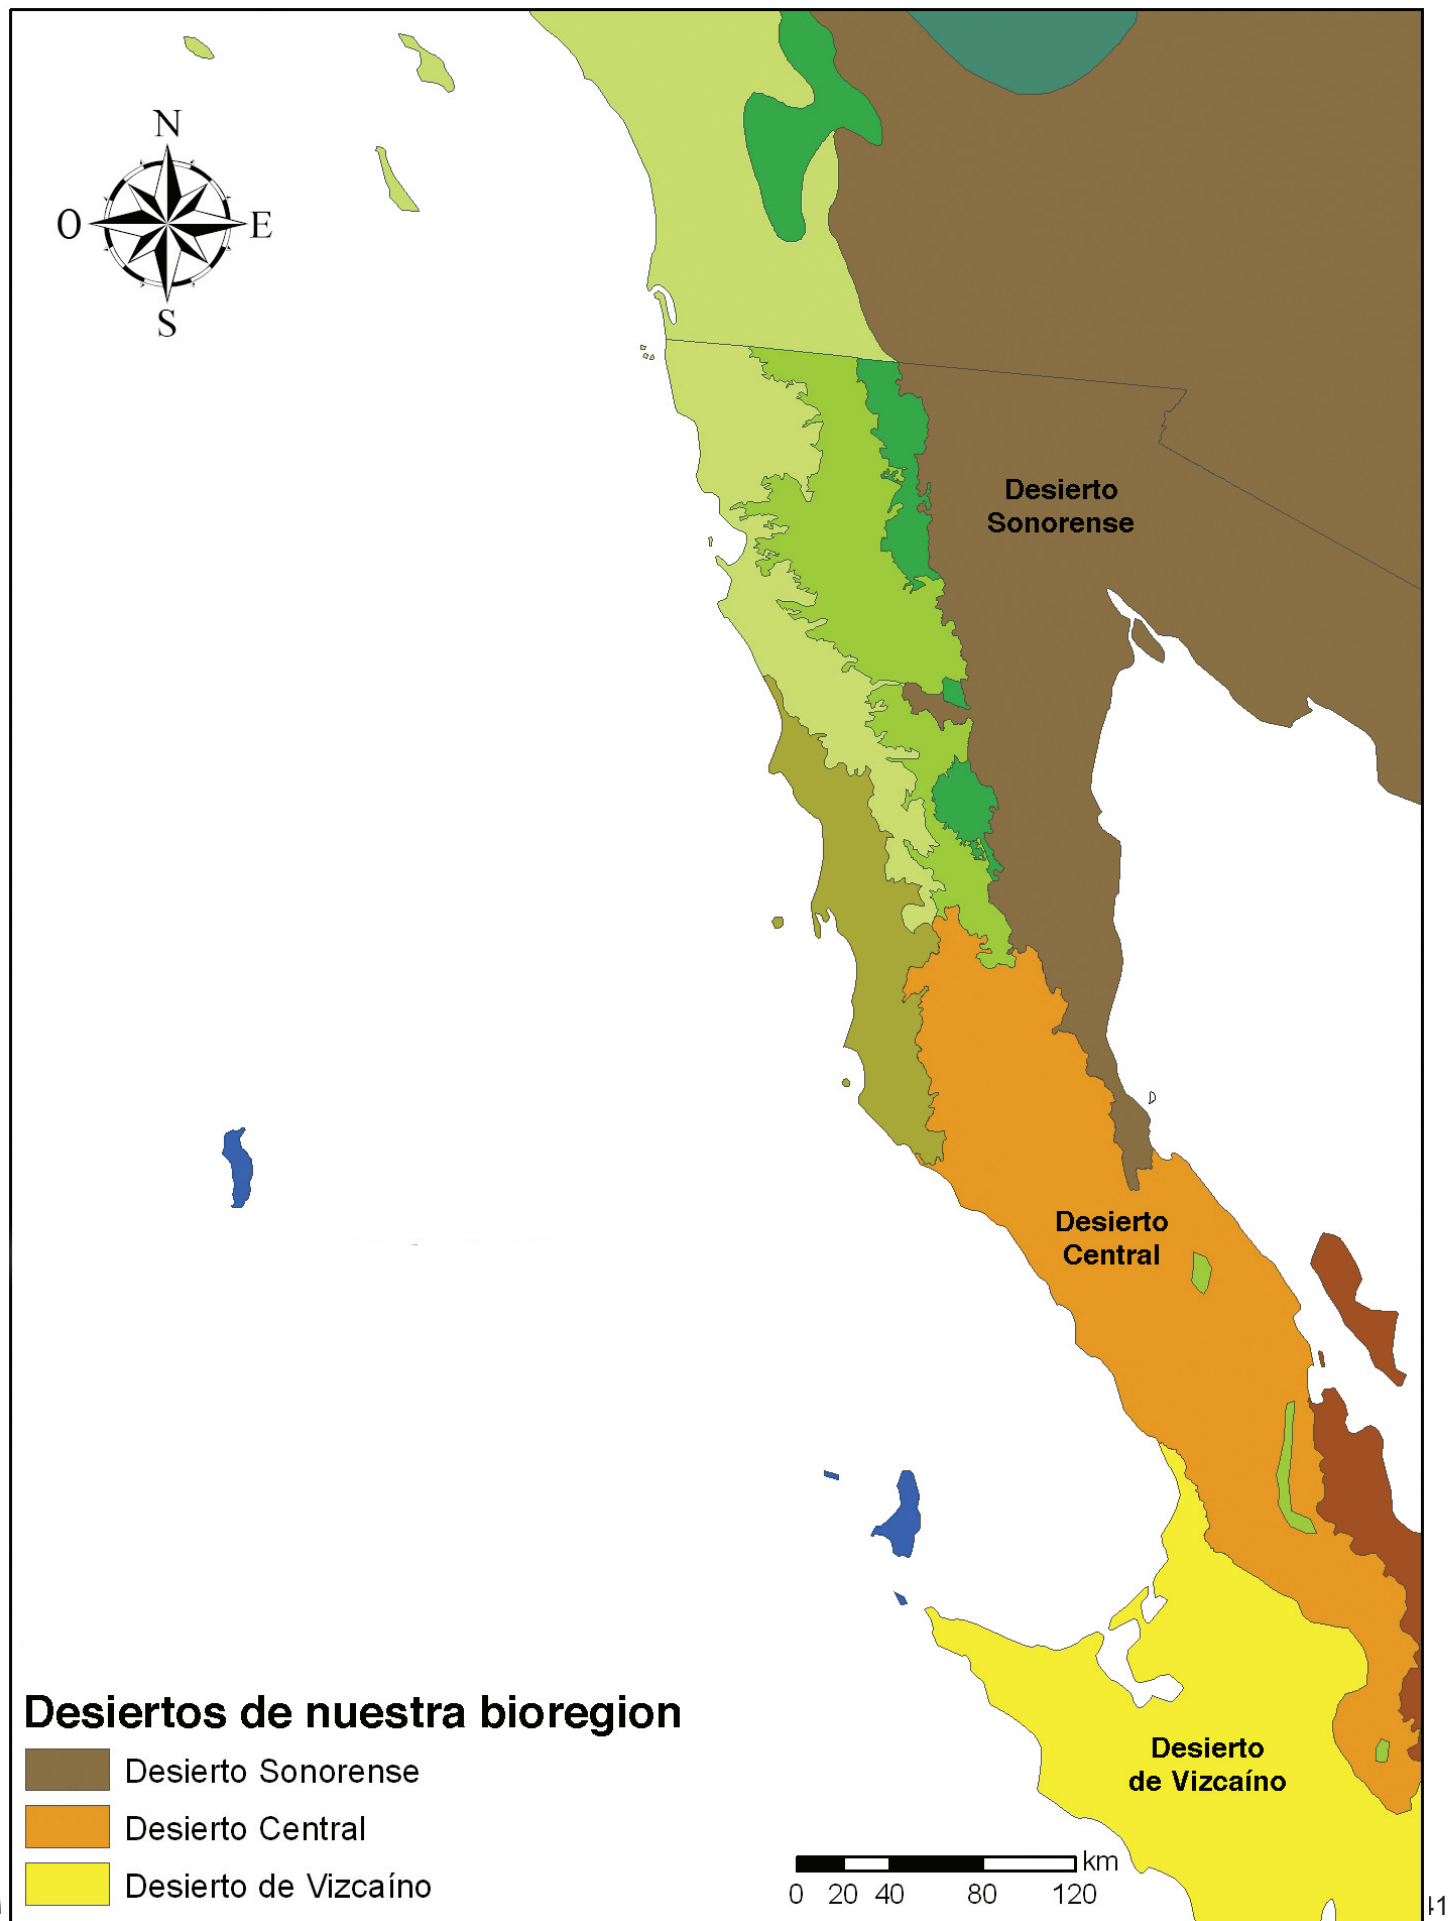 N
O E
S
Desierto
Sonorense
Desierto
Central
Desierto
de Vizcaíno
Desiertos de nuestra bioregion
Desierto Sonorense
Desierto Central
Desierto de Vizcaíno
km
0 20 40 80 120